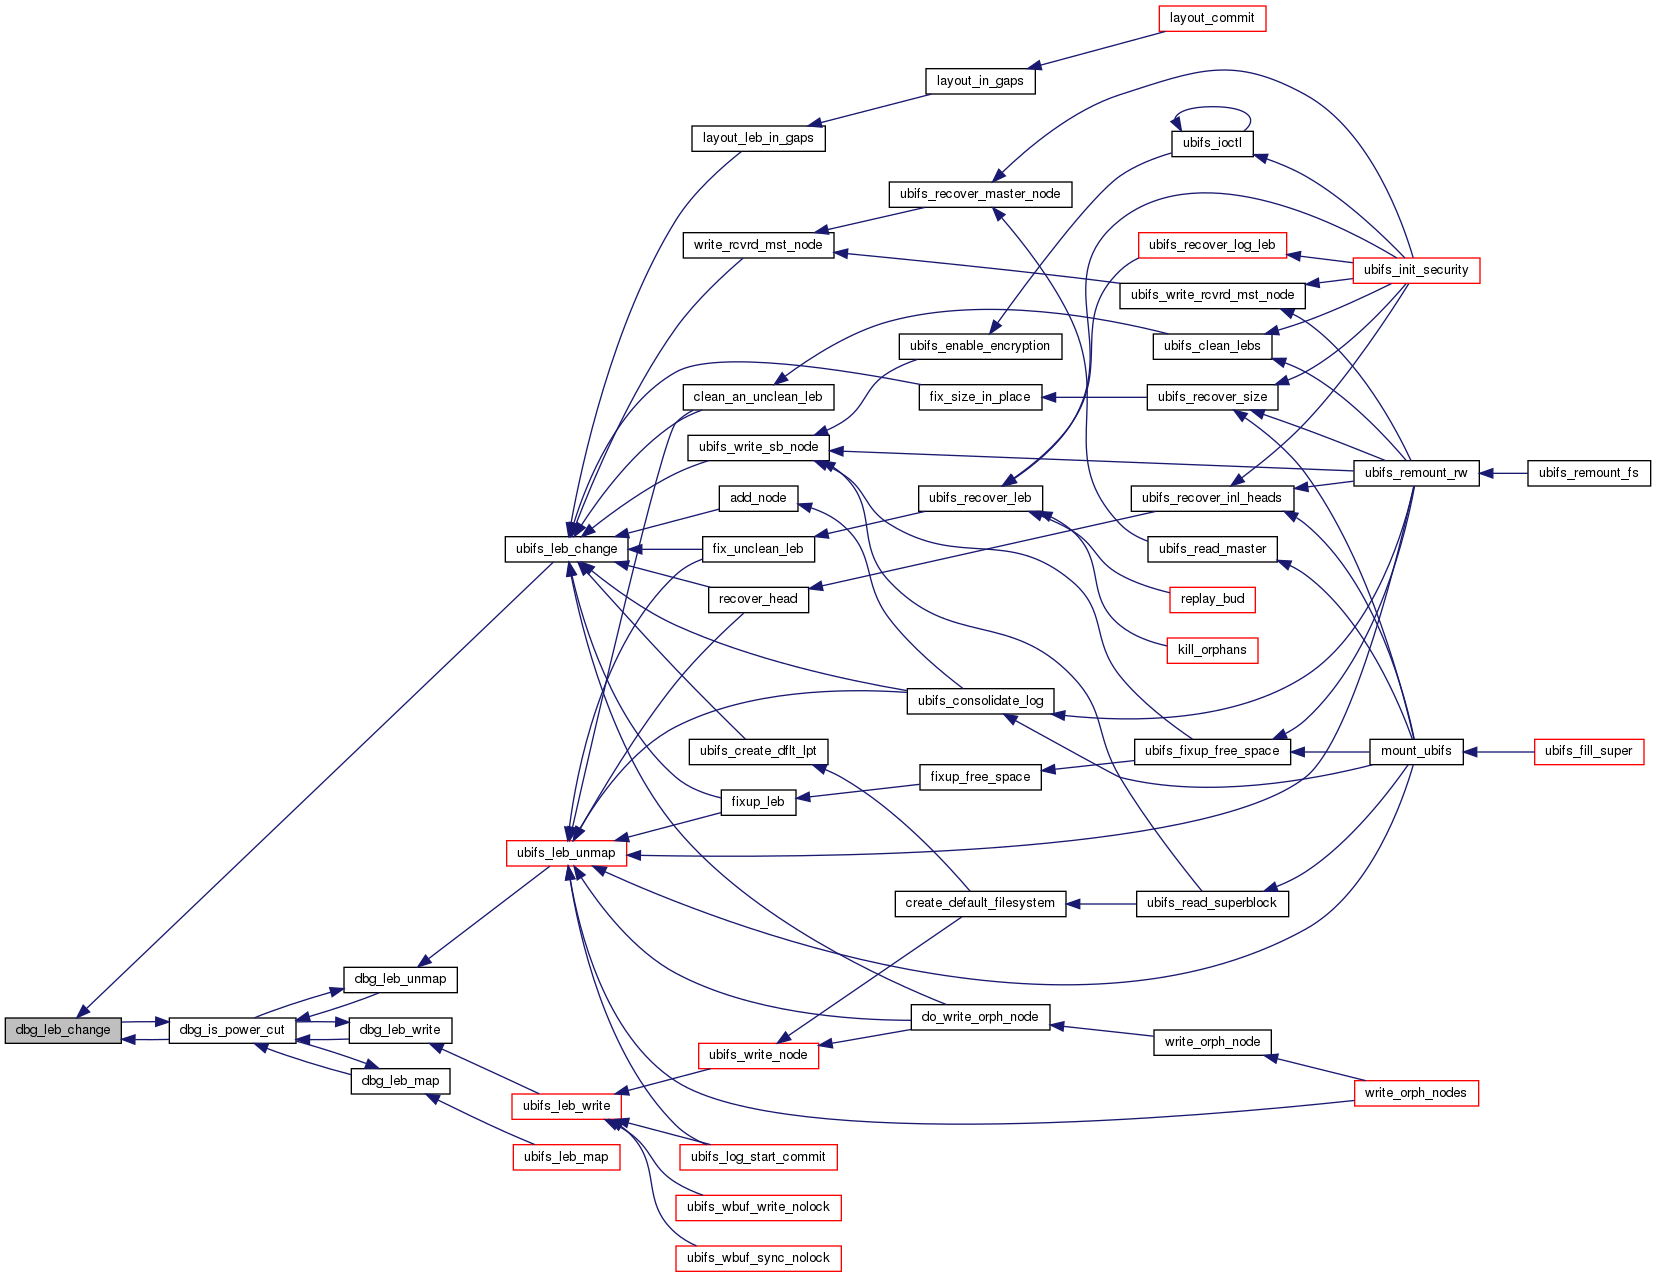 layout_commit
layout_in_gaps
layout_leb_in_gaps
ubifs_ioctl
ubifs_recover_master_node
write_rcvrd_mst_node
ubifs_recover_log_leb
ubifs_init_security
ubifs_write_rcvrd_mst_node
ubifs_enable_encryption
ubifs_clean_lebs
clean_an_unclean_leb
fix_size_in_place
ubifs_recover_size
ubifs_write_sb_node
ubifs_remount_rw
ubifs_remount_fs
add_node
ubifs_recover_leb
ubifs_recover_inl_heads
ubifs_leb_change
fix_unclean_leb
ubifs_read_master
recover_head
replay_bud
kill_orphans
ubifs_consolidate_log
ubifs_create_dflt_lpt
ubifs_fixup_free_space
mount_ubifs
ubifs_fill_super
fixup_free_space
fixup_leb
ubifs_leb_unmap
create_default_filesystem
ubifs_read_superblock
dbg_leb_unmap
do_write_orph_node
dbg_leb_change
dbg_is_power_cut
dbg_leb_write
write_orph_node
ubifs_write_node
dbg_leb_map
write_orph_nodes
ubifs_leb_write
ubifs_leb_map
ubifs_log_start_commit
ubifs_wbuf_write_nolock
ubifs_wbuf_sync_nolock